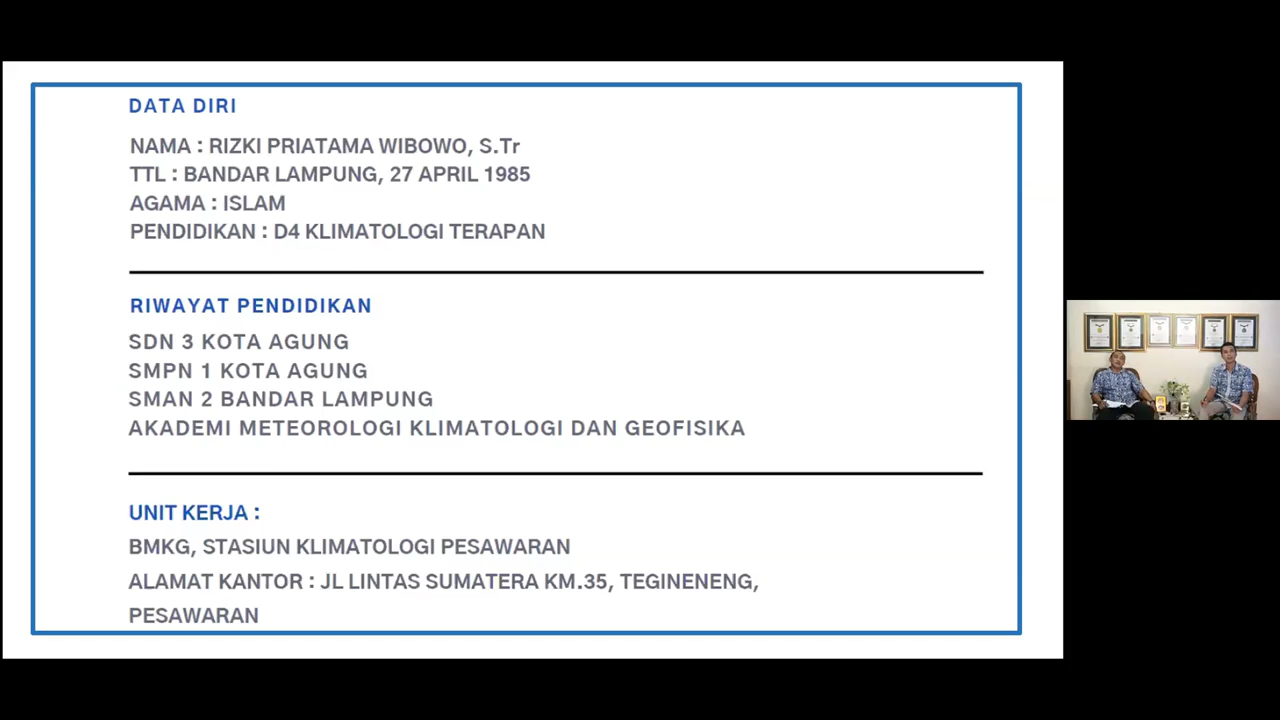 DATA DIRI
NAMA : RIZKI PRIATAMA WIBOWO, S.Tr
TTL : BANDAR LAMPUNG, 27 APRIL 1985
AGAMA : ISLAM
PENDIDIKAN : D4 KLIMATOLOGI TERAPAN
RIWAYAT PENDIDIKAN
SDN 3 KOTA AGUNG
SMPN 1 KOTA AGUNG
SMAN 2 BANDAR LAMPUNG
AKADEMI METEOROLOGI KLIMATOLOGI DAN GEOFISIKA
UNIT KERJA :
BMKG, STASIUN KLIMATOLOGI PESAWARAN
ALAMAT KANTOR : JL LINTAS SUMATERA KM.35, TEGINENENG,
PESAWARAN